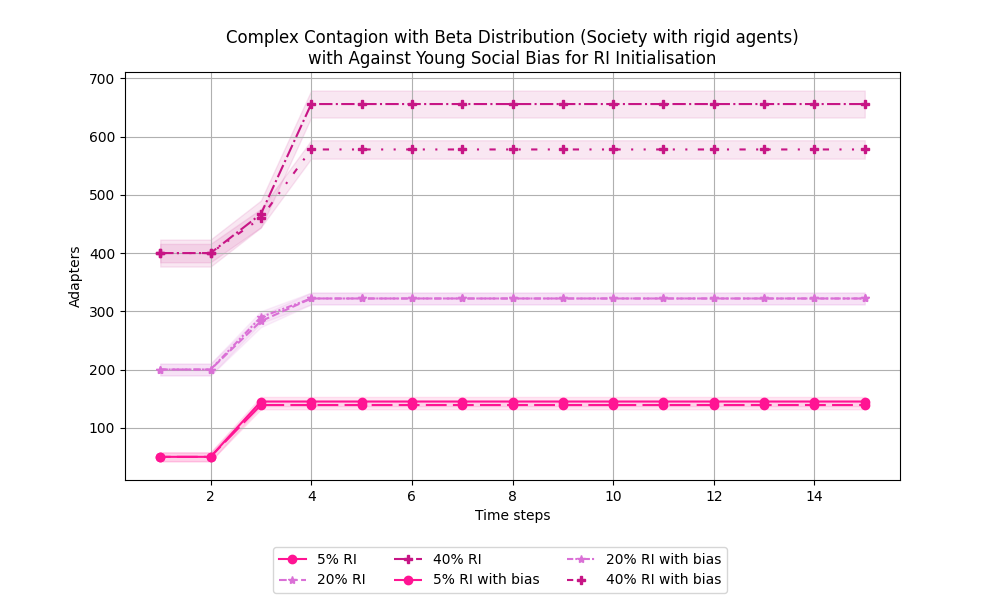 Complex Contagion with Beta Distribution (Society with rigid agents)
with Against Young Social Bias for RI Initialisation
700
600
500
400
300
200
100
Adapters
2 4 6 8 10 12 14
Time steps
5% RI 40% RI 20% RI with bias
20% RI 5% RI with bias 40% RI with bias